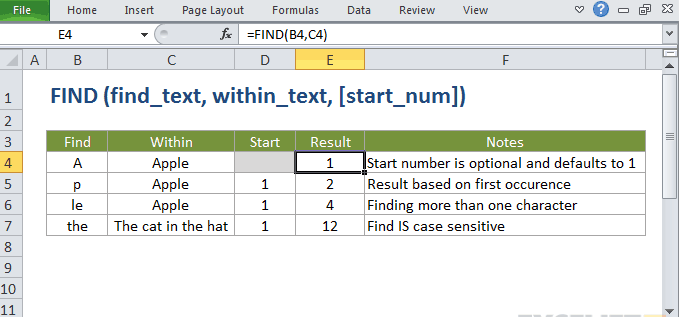 File Home Insert Page Layout Formulas Data Review View
E4 fx =FIND(B4,C4)
A B C D E F
1 FIND (find_text, within_text, [start_num])
2
3 Find Within Start Result Notes
4 A Apple 1 Start number is optional and defaults to 1
5 p Apple 1 2 Result based on first occurence
6 le Apple 1 4 Finding more than one character
7 the The cat in the hat 1 12 Find IS case sensitive
8
9
10
11